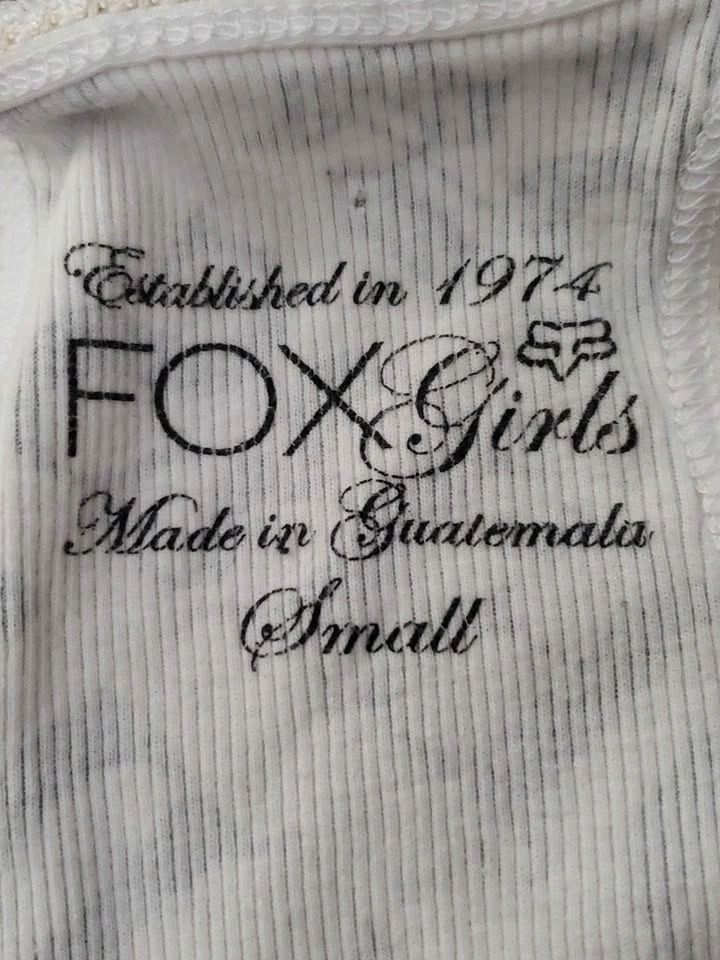 Established in 1974
FOX Girls
Made in Guatemala
Small